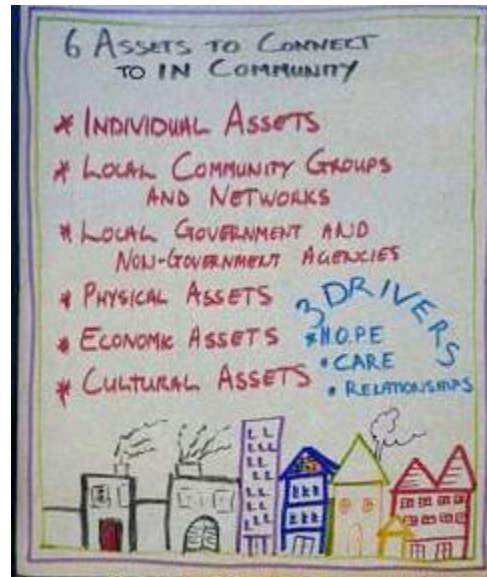 6 ASSETS TO CONNECT
TO IN COMMUNITY
* INDIVIDUAL ASSETS
* LOCAL COMMUNITY GROUPS
AND NETWORKS
* LOCAL GOVERNMENT AND
NON-GOVERNMENT AGENCIES
* PHYSICAL ASSETS
* ECONOMIC ASSETS
* CULTURAL ASSETS
3 DRIVERS
* H.O.PE
• CARE
• RELATIONSHIPS